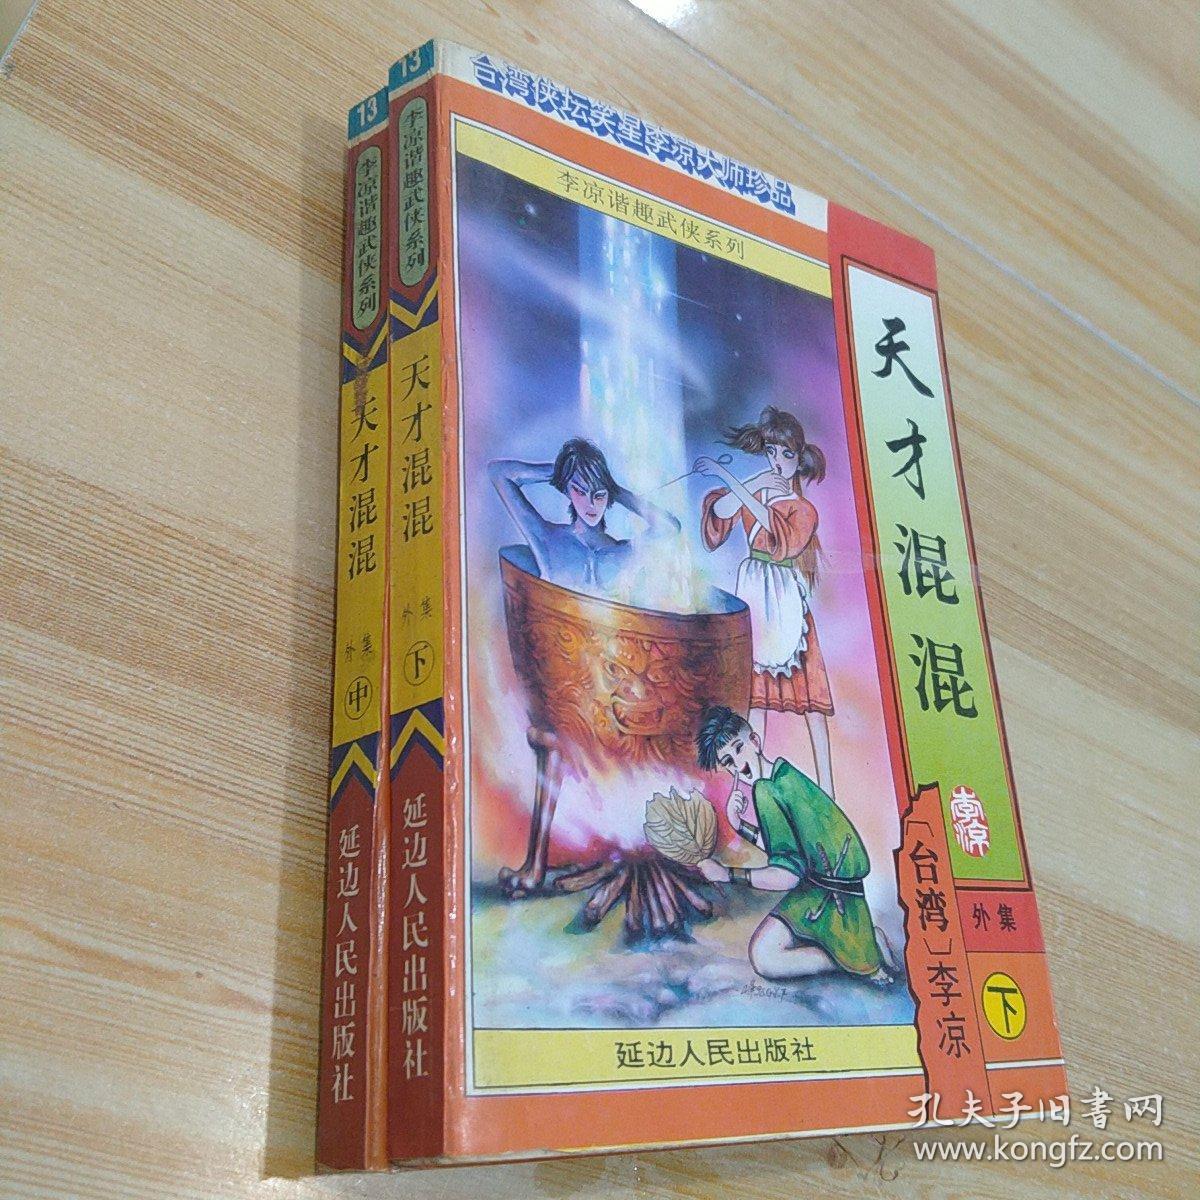 13
李凉谐趣武侠系列
天才混混
外集
中
延边人民出版社
13
李凉谐趣武侠系列
天才混混
外集
下
延边人民出版社
台湾侠坛笑星李凉大师珍品
李凉谐趣武侠系列
天才混混
李凉
外集
下
〔台湾〕李凉
延边人民出版社
孔夫子旧书网
www.kongfz.com